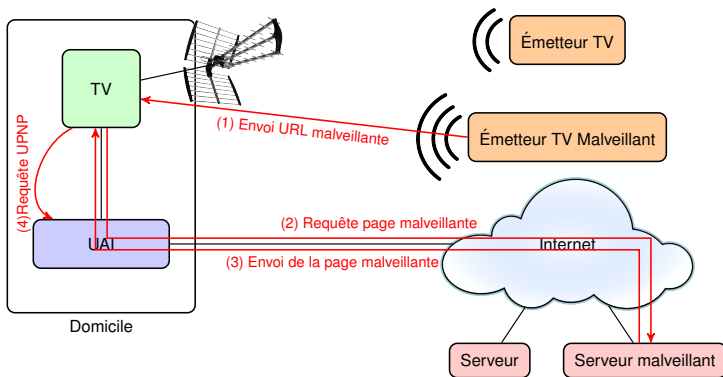 Émetteur TV
TV
(1) Envoi URL malveillante
Émetteur TV Malveillant
(4)Requête UPNP
(2) Requête page malveillante
UAI
Internet
(3) Envoi de la page malveillante
Domicile
Serveur
Serveur malveillant